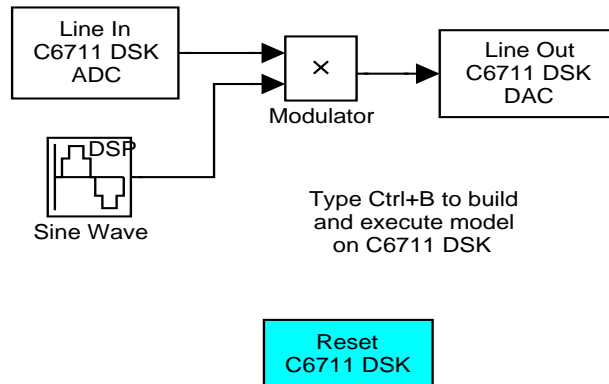 Line In
C6711 DSK
ADC
×
Modulator
Line Out
C6711 DSK
DAC
DSP
Sine Wave
Type Ctrl+B to build
and execute model
on C6711 DSK
Reset
C6711 DSK